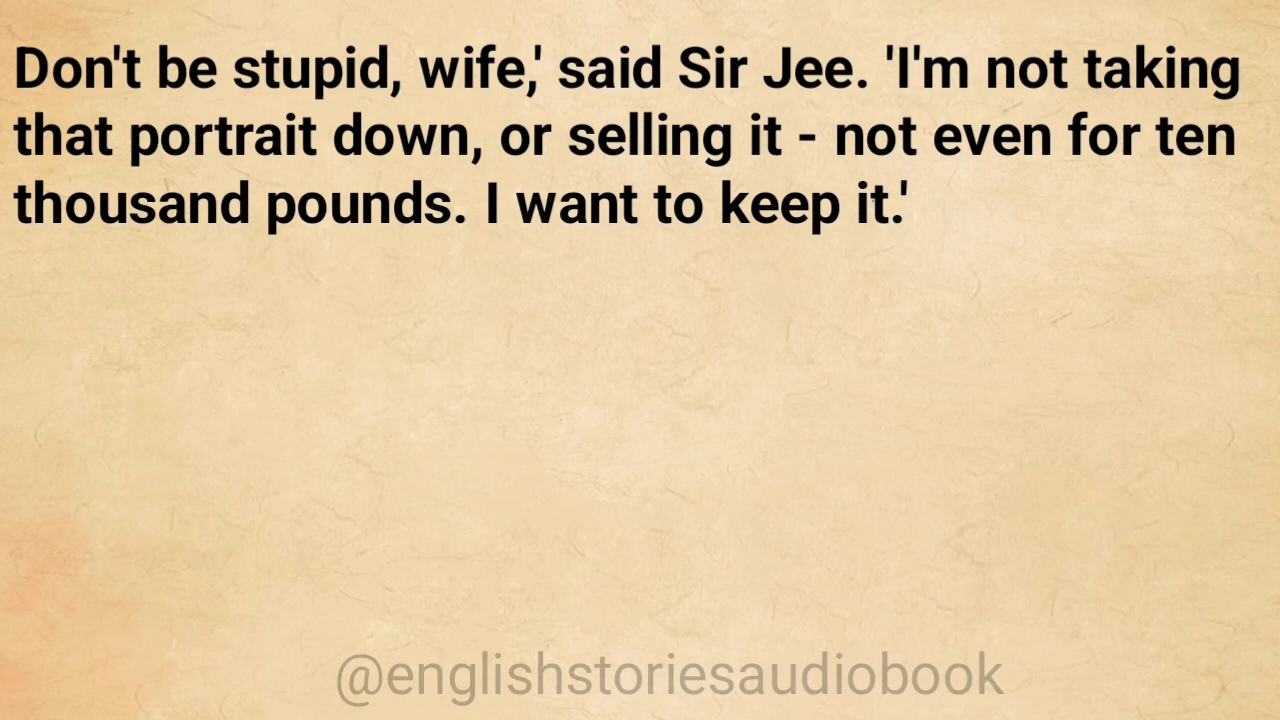 Don't be stupid, wife,' said Sir Jee. 'I'm not taking
that portrait down, or selling it - not even for ten
thousand pounds. I want to keep it.'
@englishstoriesaudiobook